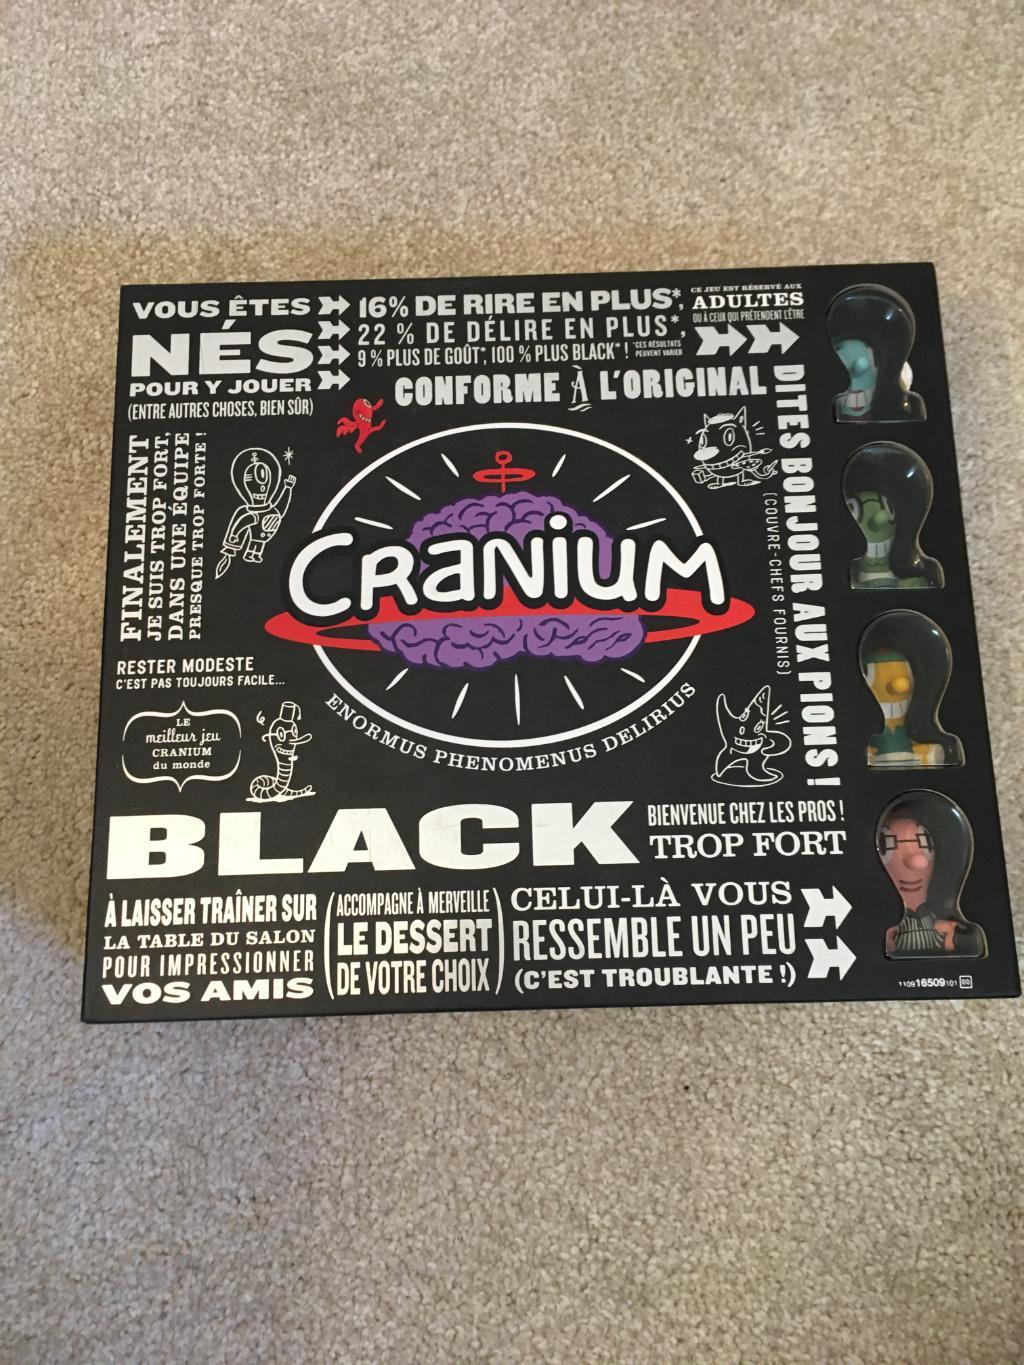 VOUS ÊTES
NÉS
POUR Y JOUER
(ENTRE AUTRES CHOSES, BIEN SÛR)
16% DE RIRE EN PLUS*,
22 % DE DÉLIRE EN PLUS*,
9 % PLUS DE GOÛT*, 100 % PLUS BLACK* !
*CES RÉSULTATS
PEUVENT VARIER
CE JEU EST RÉSERVÉ AUX
ADULTES
OU À CEUX QUI PRÉTENDENT L'ÊTRE
CONFORME À L'ORIGINAL
DITES BONJOUR AUX PIONS !
(COUVRE-CHEFS FOURNIS)
FINALEMENT
JE SUIS TROP FORT,
DANS UNE ÉQUIPE
PRESQUE TROP FORTE !
CRANIUM
ENORMUS PHENOMENUS DELIRIUS
RESTER MODESTE
C'EST PAS TOUJOURS FACILE...
LE
meilleur jeu
CRANIUM
du monde
BLACK
BIENVENUE CHEZ LES PROS !
TROP FORT
À LAISSER TRAÎNER SUR
LA TABLE DU SALON
POUR IMPRESSIONNER
VOS AMIS
(ACCOMPAGNE À MERVEILLE
LE DESSERT
DE VOTRE CHOIX)
CELUI-LÀ VOUS
RESSEMBLE UN PEU
(C'EST TROUBLANTE !)
110916509101 00